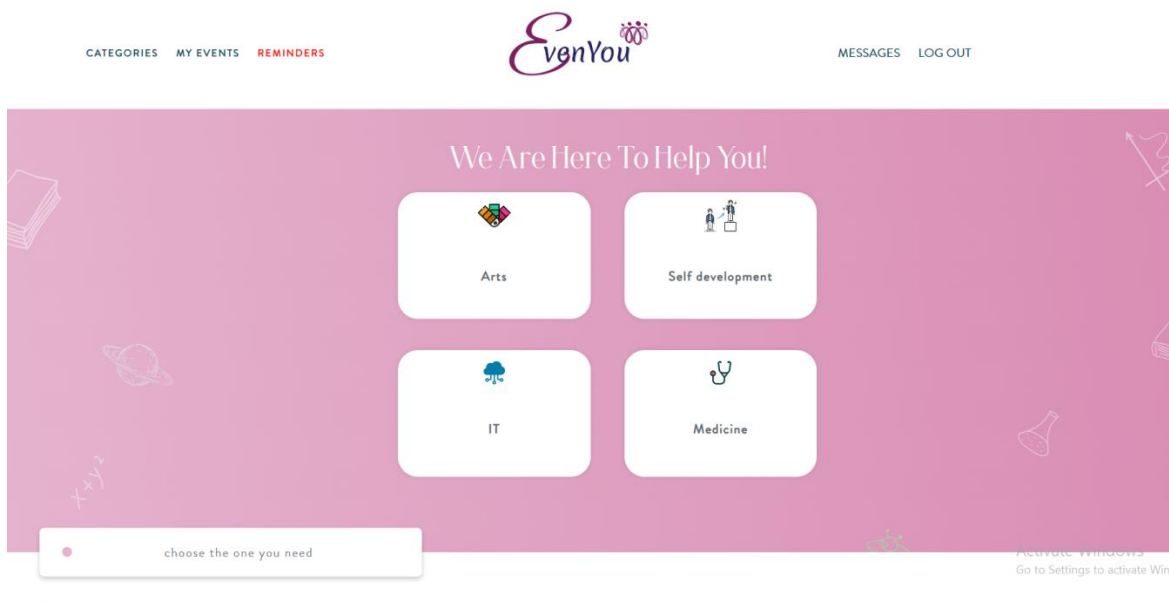 CATEGORIES MY EVENTS REMINDERS
EvenYou
MESSAGES LOG OUT
We Are Here To Help You!
Arts
Self development
IT
Medicine
x+y²
choose the one you need
Activate Windows
Go to Settings to activate Win